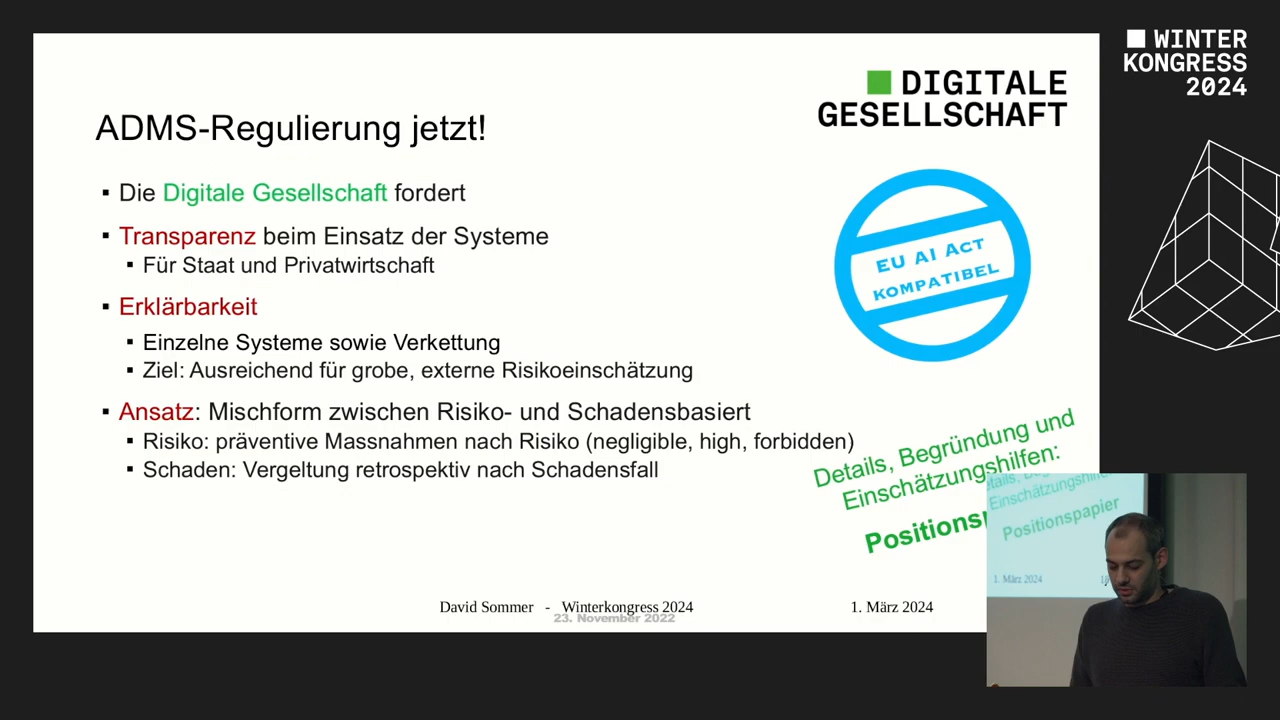 WINTER
KONGRESS
2024
DIGITALE
GESELLSCHAFT
ADMS-Regulierung jetzt!
▪ Die Digitale Gesellschaft fordert
▪ Transparenz beim Einsatz der Systeme
▪ Für Staat und Privatwirtschaft
▪ Erklärbarkeit
▪ Einzelne Systeme sowie Verkettung
▪ Ziel: Ausreichend für grobe, externe Risikoeinschätzung
▪ Ansatz: Mischform zwischen Risiko- und Schadensbasiert
▪ Risiko: präventive Massnahmen nach Risiko (negligible, high, forbidden)
▪ Schaden: Vergeltung retrospektiv nach Schadensfall
EU AI ACT
KOMPATIBEL
Details, Begründung und
Einschätzungshilfen:
Positionsp
David Sommer - Winterkongress 2024
1. März 2024
23. November 2022
Einschätzungshilfe
Positionspapier
1. März 2024